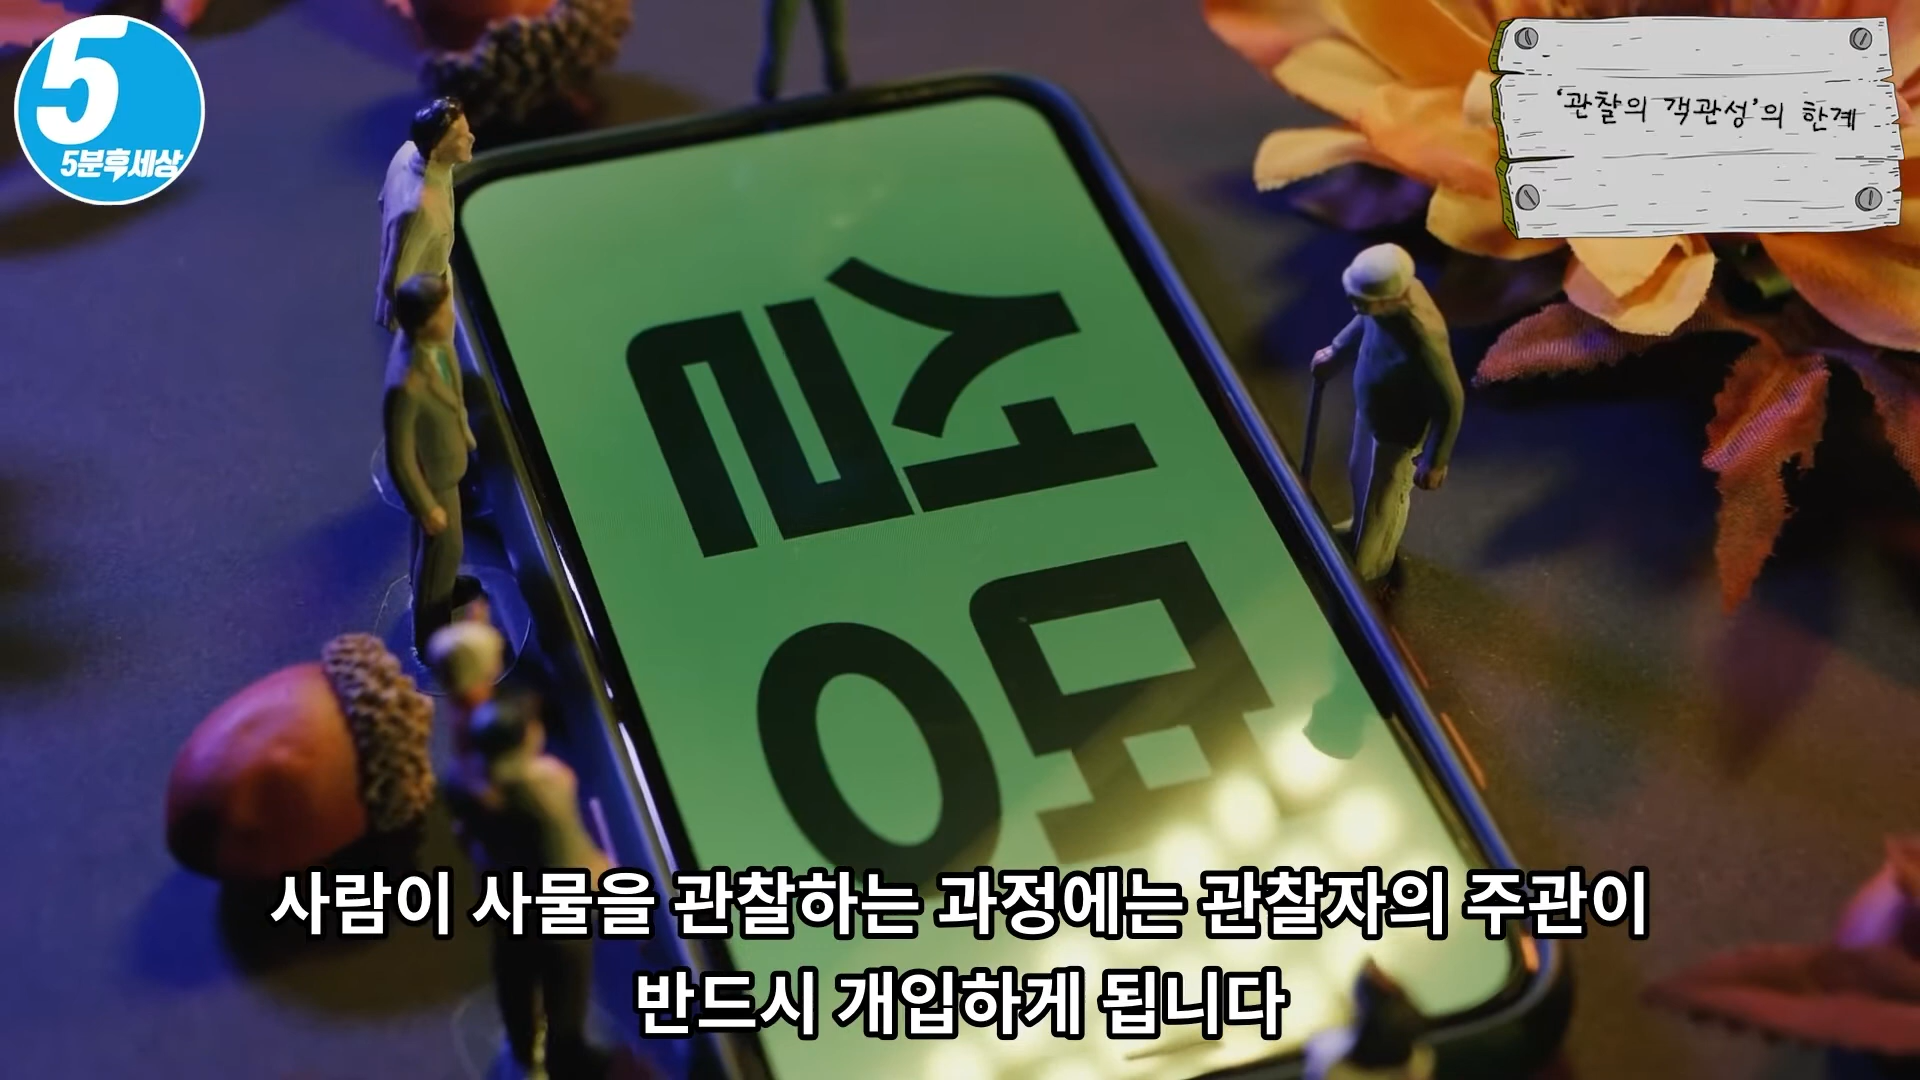 5
5분후세상
‘관찰의 객관성’의 한계
사람이 사물을 관찰하는 과정에는 관찰자의 주관이
반드시 개입하게 됩니다